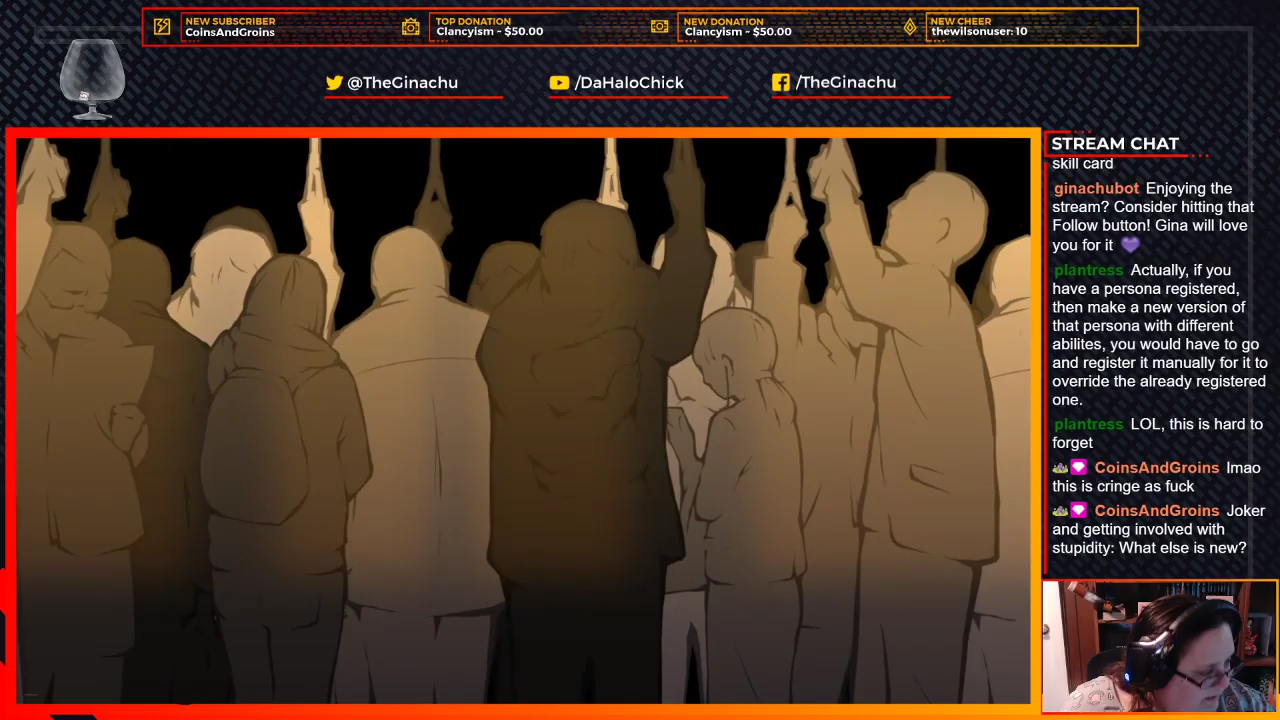 NEW SUBSCRIBER
CoinsAndGroins
TOP DONATION
Clancyism ~ $50.00
NEW DONATION
Clancyism ~ $50.00
NEW CHEER
thewilsonuser: 10
@TheGinachu
/DaHaloChick
/TheGinachu
STREAM CHAT
skill card
ginachubot Enjoying the
stream? Consider hitting that
Follow button! Gina will love
you for it 💜
plantress Actually, if you
have a persona registered,
then make a new version of
that persona with different
abilites, you would have to go
and register it manually for it to
override the already registered
one.
plantress LOL, this is hard to
forget
CoinsAndGroins lmao
this is cringe as fuck
CoinsAndGroins Joker
and getting involved with
stupidity: What else is new?